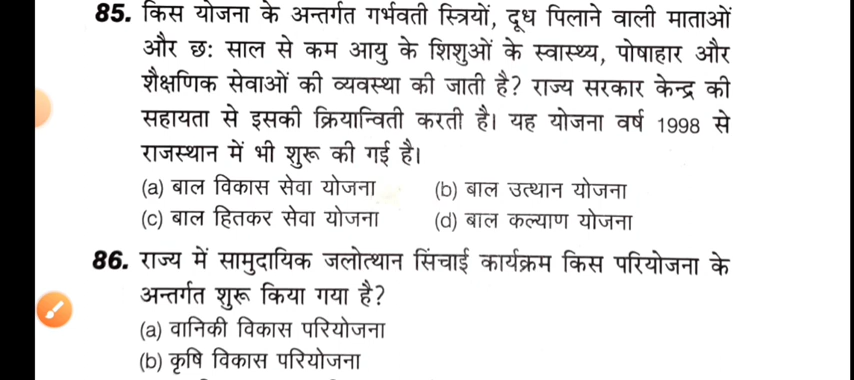 85. किस योजना के अन्तर्गत गर्भवती स्त्रियों, दूध पिलाने वाली माताओं
और छः साल से कम आयु के शिशुओं के स्वास्थ्य, पोषाहार और
शैक्षणिक सेवाओं की व्यवस्था की जाती है? राज्य सरकार केन्द्र की
सहायता से इसकी क्रियान्विती करती है। यह योजना वर्ष 1998 से
राजस्थान में भी शुरू की गई है।
(a) बाल विकास सेवा योजना (b) बाल उत्थान योजना
(c) बाल हितकर सेवा योजना (d) बाल कल्याण योजना
86. राज्य में सामुदायिक जलोत्थान सिंचाई कार्यक्रम किस परियोजना के
अन्तर्गत शुरू किया गया है?
(a) वानिकी विकास परियोजना
(b) कृषि विकास परियोजना